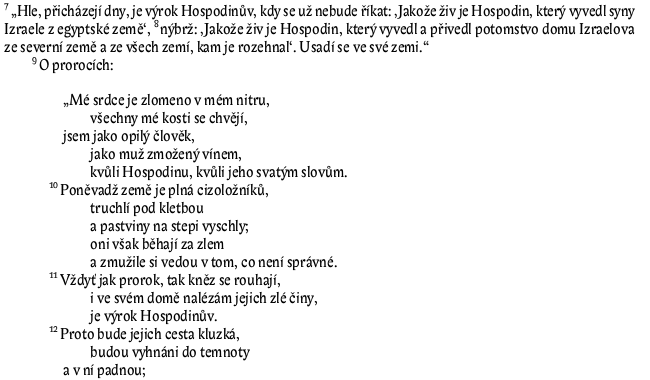 ⁷ „Hle, přicházejí dny, je výrok Hospodinův, kdy se už nebude říkat: ‚Jakože živ je Hospodin, který vyvedl syny
Izraele z egyptské země‘, ⁸ nýbrž: ‚Jakože živ je Hospodin, který vyvedl a přivedl potomstvo domu Izraelova
ze severní země a ze všech zemí, kam je rozehnal‘. Usadí se ve své zemi.“
⁹ O prorocích:
„Mé srdce je zlomeno v mém nitru,
všechny mé kosti se chvějí,
jsem jako opilý člověk,
jako muž zmožený vínem,
kvůli Hospodinu, kvůli jeho svatým slovům.
¹⁰ Poněvadž země je plná cizoložníků,
truchlí pod kletbou
a pastviny na stepi vyschly;
oni však běhají za zlem
a zmužile si vedou v tom, co není správné.
¹¹ Vždyť jak prorok, tak kněz se rouhají,
i ve svém domě nalézám jejich zlé činy,
je výrok Hospodinův.
¹² Proto bude jejich cesta kluzká,
budou vyhnáni do temnoty
a v ní padnou;